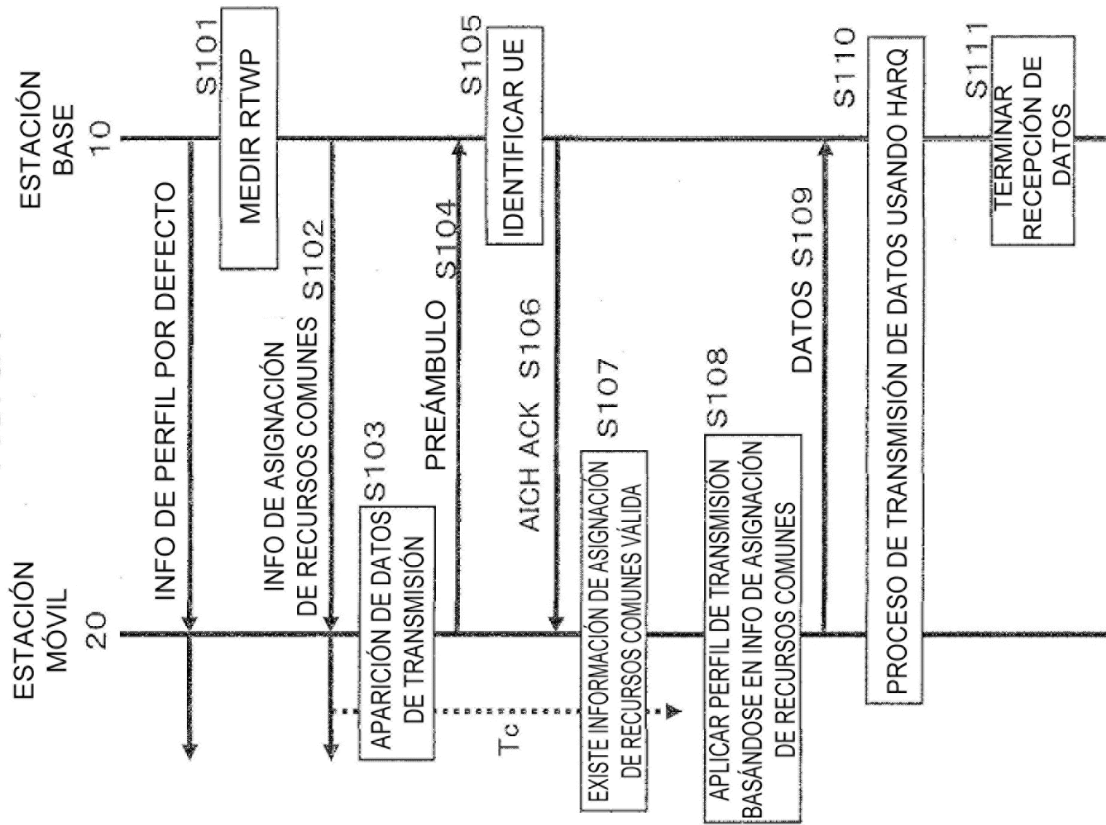 ESTACIÓN
MÓVIL
20
ESTACIÓN
BASE
10
INFO DE PERFIL POR DEFECTO
S101
MEDIR RTWP
INFO DE ASIGNACIÓN
DE RECURSOS COMUNES S102
S103
APARICIÓN DE DATOS
DE TRANSMISIÓN
PREÁMBULO S104
S105
IDENTIFICAR UE
AICH ACK S106
Tc
S107
EXISTE INFORMACIÓN DE ASIGNACIÓN
DE RECURSOS COMUNES VÁLIDA
S108
APLICAR PERFIL DE TRANSMISIÓN
BASÁNDOSE EN INFO DE ASIGNACIÓN
DE RECURSOS COMUNES
DATOS S109
S110
PROCESO DE TRANSMISIÓN DE DATOS USANDO HARQ
S111
TERMINAR
RECEPCIÓN DE
DATOS